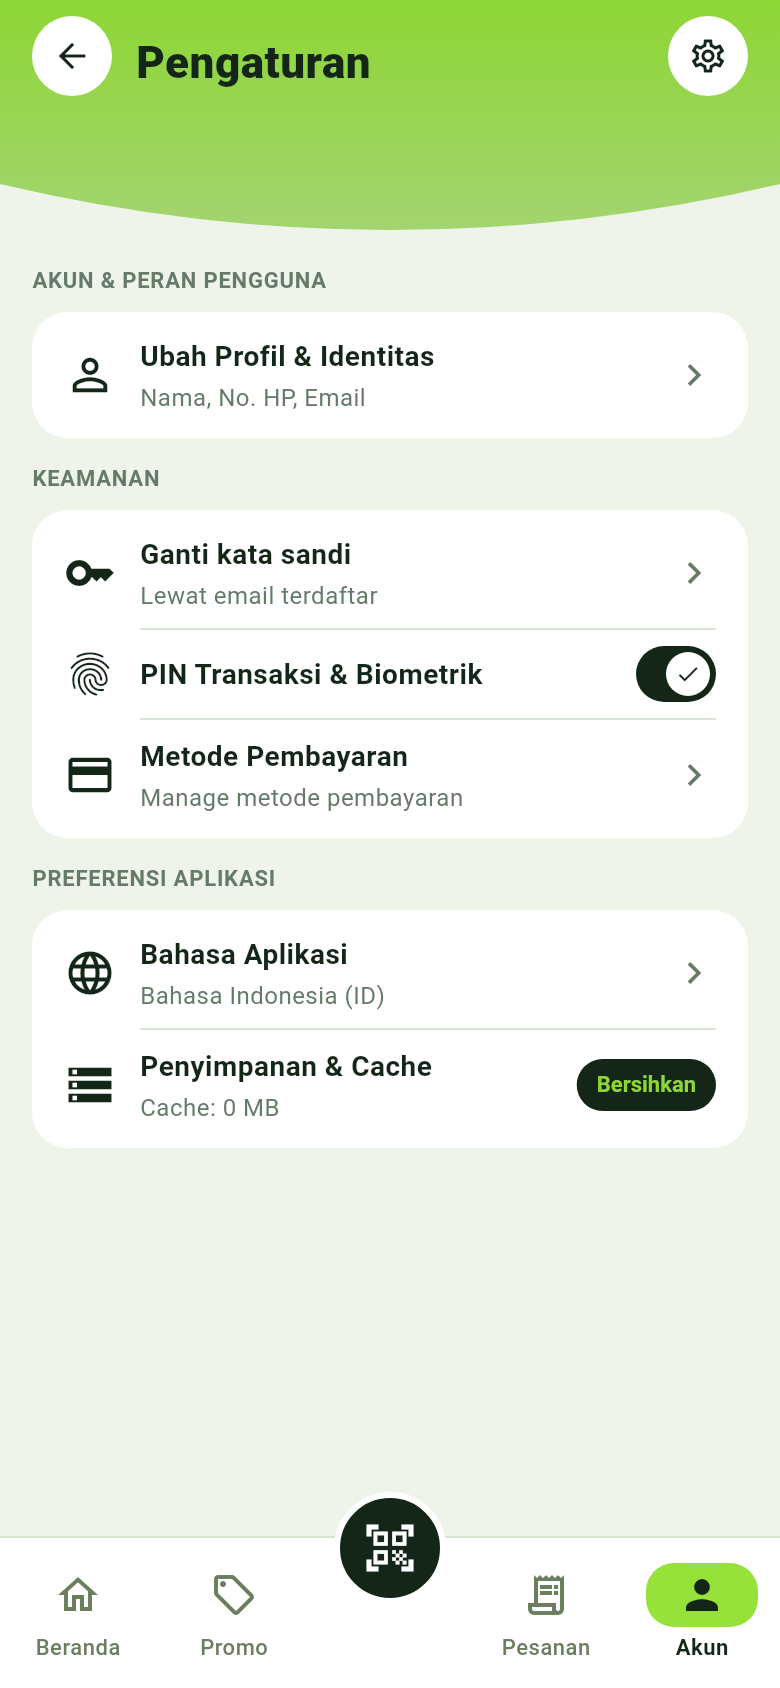 Pengaturan
AKUN & PERAN PENGGUNA
Ubah Profil & Identitas
Nama, No. HP, Email
KEAMANAN
Ganti kata sandi
Lewat email terdaftar
PIN Transaksi & Biometrik
Metode Pembayaran
Manage metode pembayaran
PREFERENSI APLIKASI
Bahasa Aplikasi
Bahasa Indonesia (ID)
Penyimpanan & Cache
Cache: 0 MB
Bersihkan
Beranda
Promo
Pesanan
Akun